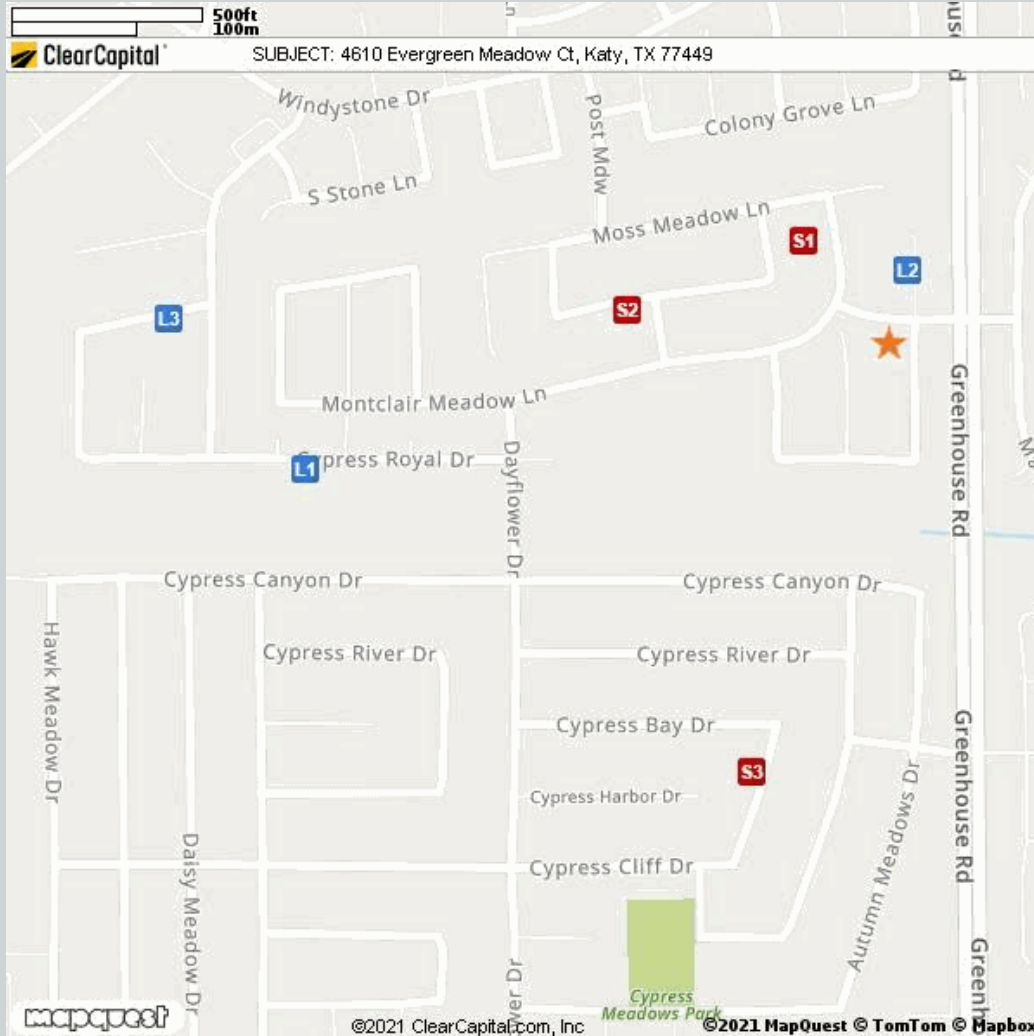 500ft
100m
ClearCapital
SUBJECT: 4610 Evergreen Meadow Ct, Katy, TX 77449
Windystone Dr
Post Mdw
Colony Grove Ln
S Stone Ln
Moss Meadow Ln
S1
L2
L3
S2
Greenhouse Rd
Montclair Meadow Ln
L1
Cypress Royal Dr
Dayflower Dr
Cypress Canyon Dr
Cypress Canyon Dr
Hawk Meadow Dr
Cypress River Dr
Cypress River Dr
Cypress Bay Dr
Greenhouse Rd
S3
Cypress Harbor Dr
Daisy Meadow Dr
Cypress Cliff Dr
Autumn Meadows Dr
wer Dr
Greenh
Cypress
Meadows Park
mapquest
©2021 ClearCapital.com, Inc
©2021 MapQuest © TomTom © Mapbo